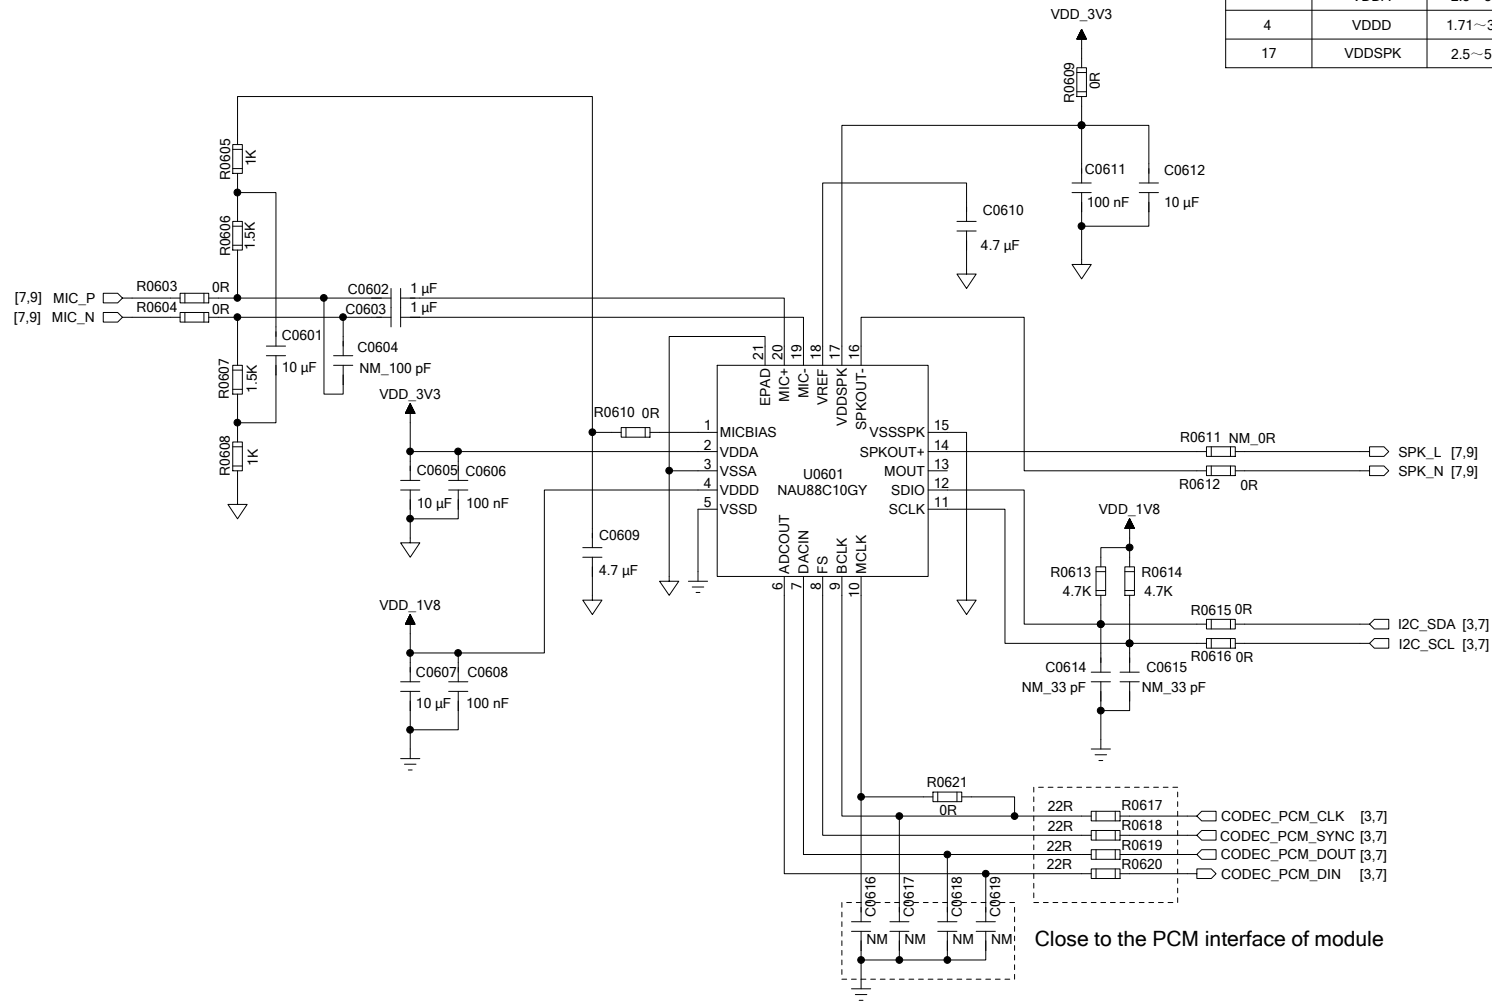 VDD_3V3
4 VDDD
17 VDDSPK
R0609 0R
R0605 1K
C0611 100 nF
C0612 10 µF
R0606 1.5K
C0610 4.7 µF
[7,9] MIC_P R0603 0R C0602 1 µF
[7,9] MIC_N R0604 0R C0603 1 µF
C0601 10 µF
C0604 NM_100 pF
R0607 1.5K
R0608 1K
VDD_3V3
C0605 10 µF
C0606 100 nF
R0610 0R
21 EPAD
20 MIC+
19 MIC-
18 VREF
17 VDDSPK
16 SPKOUT-
1 MICBIAS
2 VDDA
3 VSSA
4 VDDD
5 VSSD
U0601
NAU88C10GY
VSSSPK 15
SPKOUT+ 14
MOUT 13
SDIO 12
SCLK 11
6 ADCOUT
7 DACIN
8 FS
9 BCLK
10 MCLK
R0611 NM_0R SPK_L [7,9]
R0612 0R SPK_N [7,9]
C0609 4.7 µF
VDD_1V8
R0613 4.7K
R0614 4.7K
R0615 0R I2C_SDA [3,7]
R0616 0R I2C_SCL [3,7]
C0614 NM_33 pF
C0615 NM_33 pF
VDD_1V8
C0607 10 µF
C0608 100 nF
R0621 0R
22R R0617 CODEC_PCM_CLK [3,7]
22R R0618 CODEC_PCM_SYNC [3,7]
22R R0619 CODEC_PCM_DOUT [3,7]
22R R0620 CODEC_PCM_DIN [3,7]
C0616 NM
C0617 NM
C0618 NM
C0619 NM
Close to the PCM interface of module